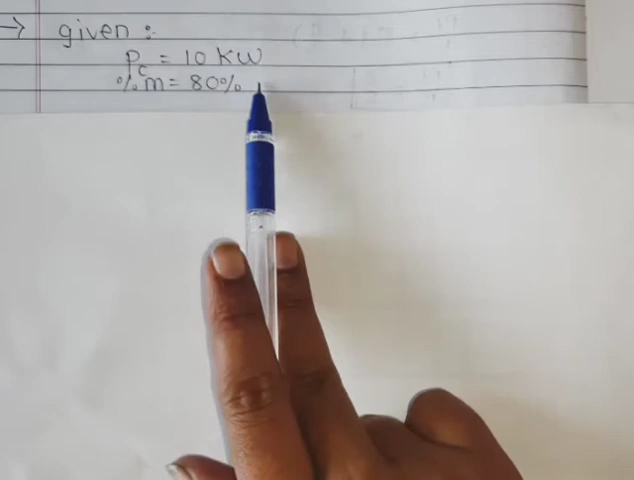 → given :
Pc = 10 KW
%m = 80%